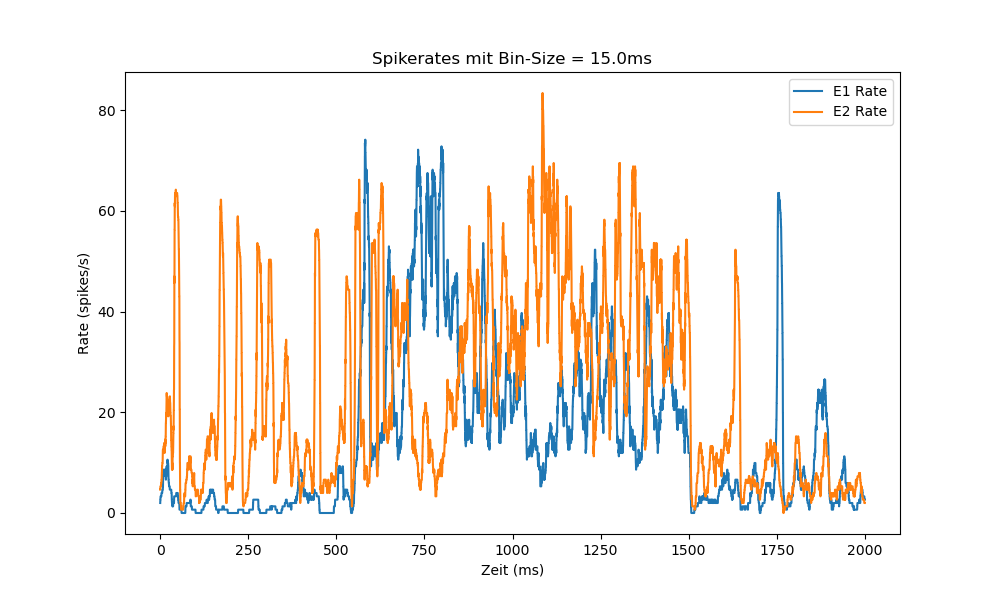 Spikerates mit Bin-Size = 15.0ms
E1 Rate
E2 Rate
Rate (spikes/s)
80
60
40
20
0
0 250 500 750 1000 1250 1500 1750 2000
Zeit (ms)